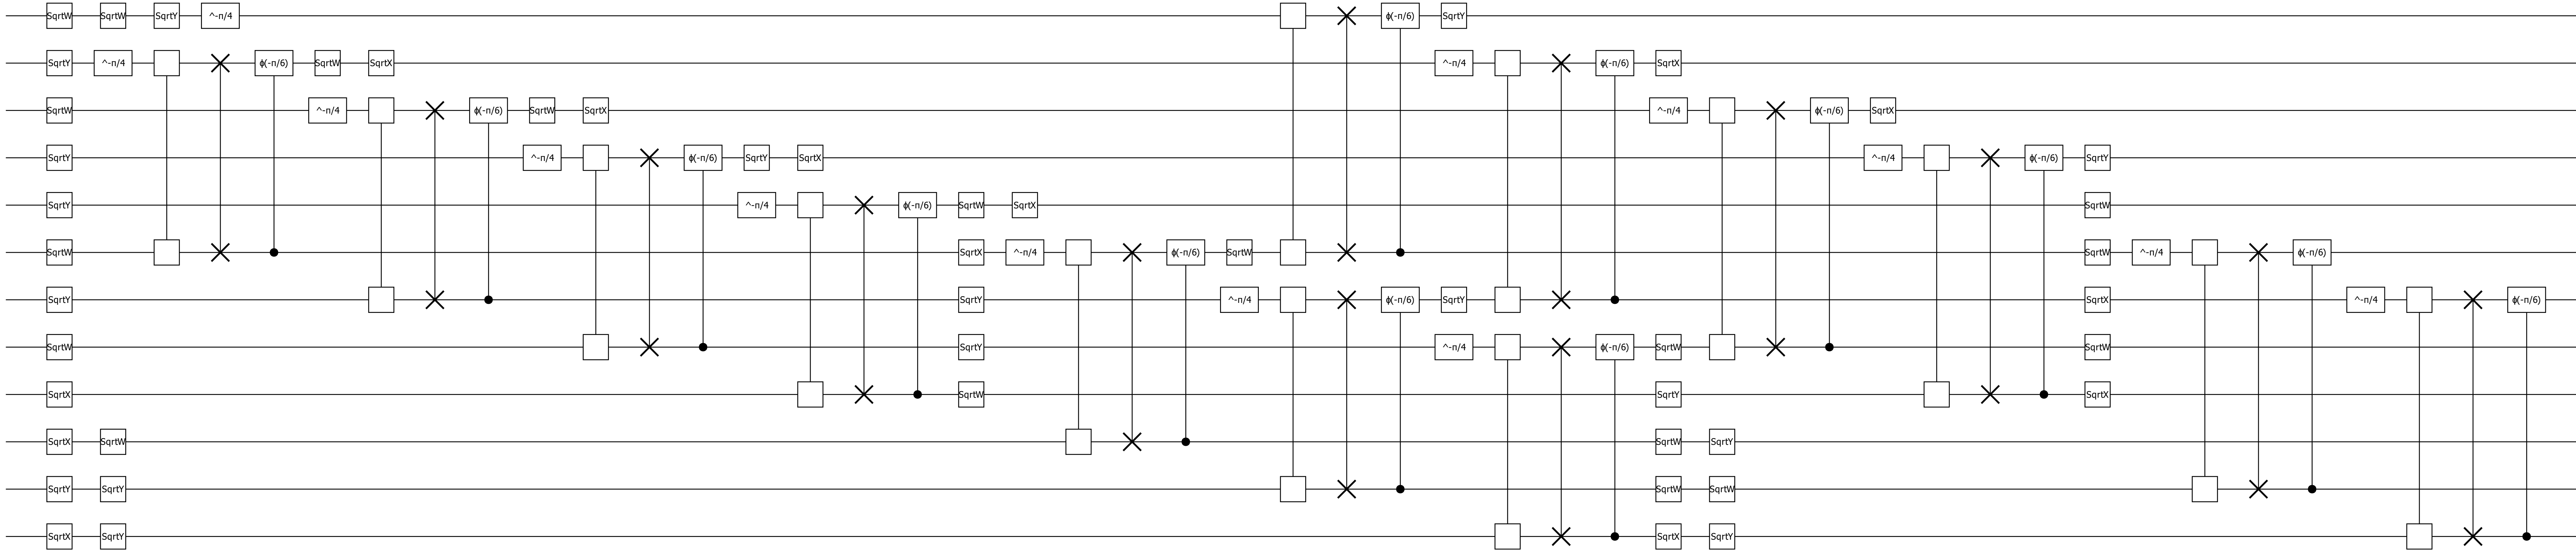 SqrtW SqrtW SqrtY ^-π/4 ϕ(-π/6) SqrtY
SqrtY ^-π/4 ϕ(-π/6) SqrtW SqrtX ^-π/4 ϕ(-π/6) SqrtX
SqrtW ^-π/4 ϕ(-π/6) SqrtW SqrtX ^-π/4 ϕ(-π/6) SqrtX
SqrtY ^-π/4 ϕ(-π/6) SqrtY SqrtX ^-π/4 ϕ(-π/6) SqrtY
SqrtY ^-π/4 ϕ(-π/6) SqrtW SqrtX SqrtW
SqrtW SqrtX ^-π/4 ϕ(-π/6) SqrtW SqrtW ^-π/4 ϕ(-π/6)
SqrtY SqrtY ^-π/4 ϕ(-π/6) SqrtY SqrtX ^-π/4 ϕ(-π/6)
SqrtW SqrtY ^-π/4 ϕ(-π/6) SqrtW SqrtW
SqrtX SqrtW SqrtY SqrtX
SqrtX SqrtW SqrtW SqrtY
SqrtY SqrtY SqrtW SqrtW
SqrtX SqrtY SqrtX SqrtY